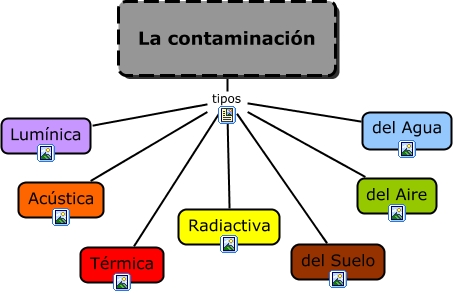 La contaminación
tipos
Lumínica
del Agua
Acústica
del Aire
Radiactiva
Térmica
del Suelo